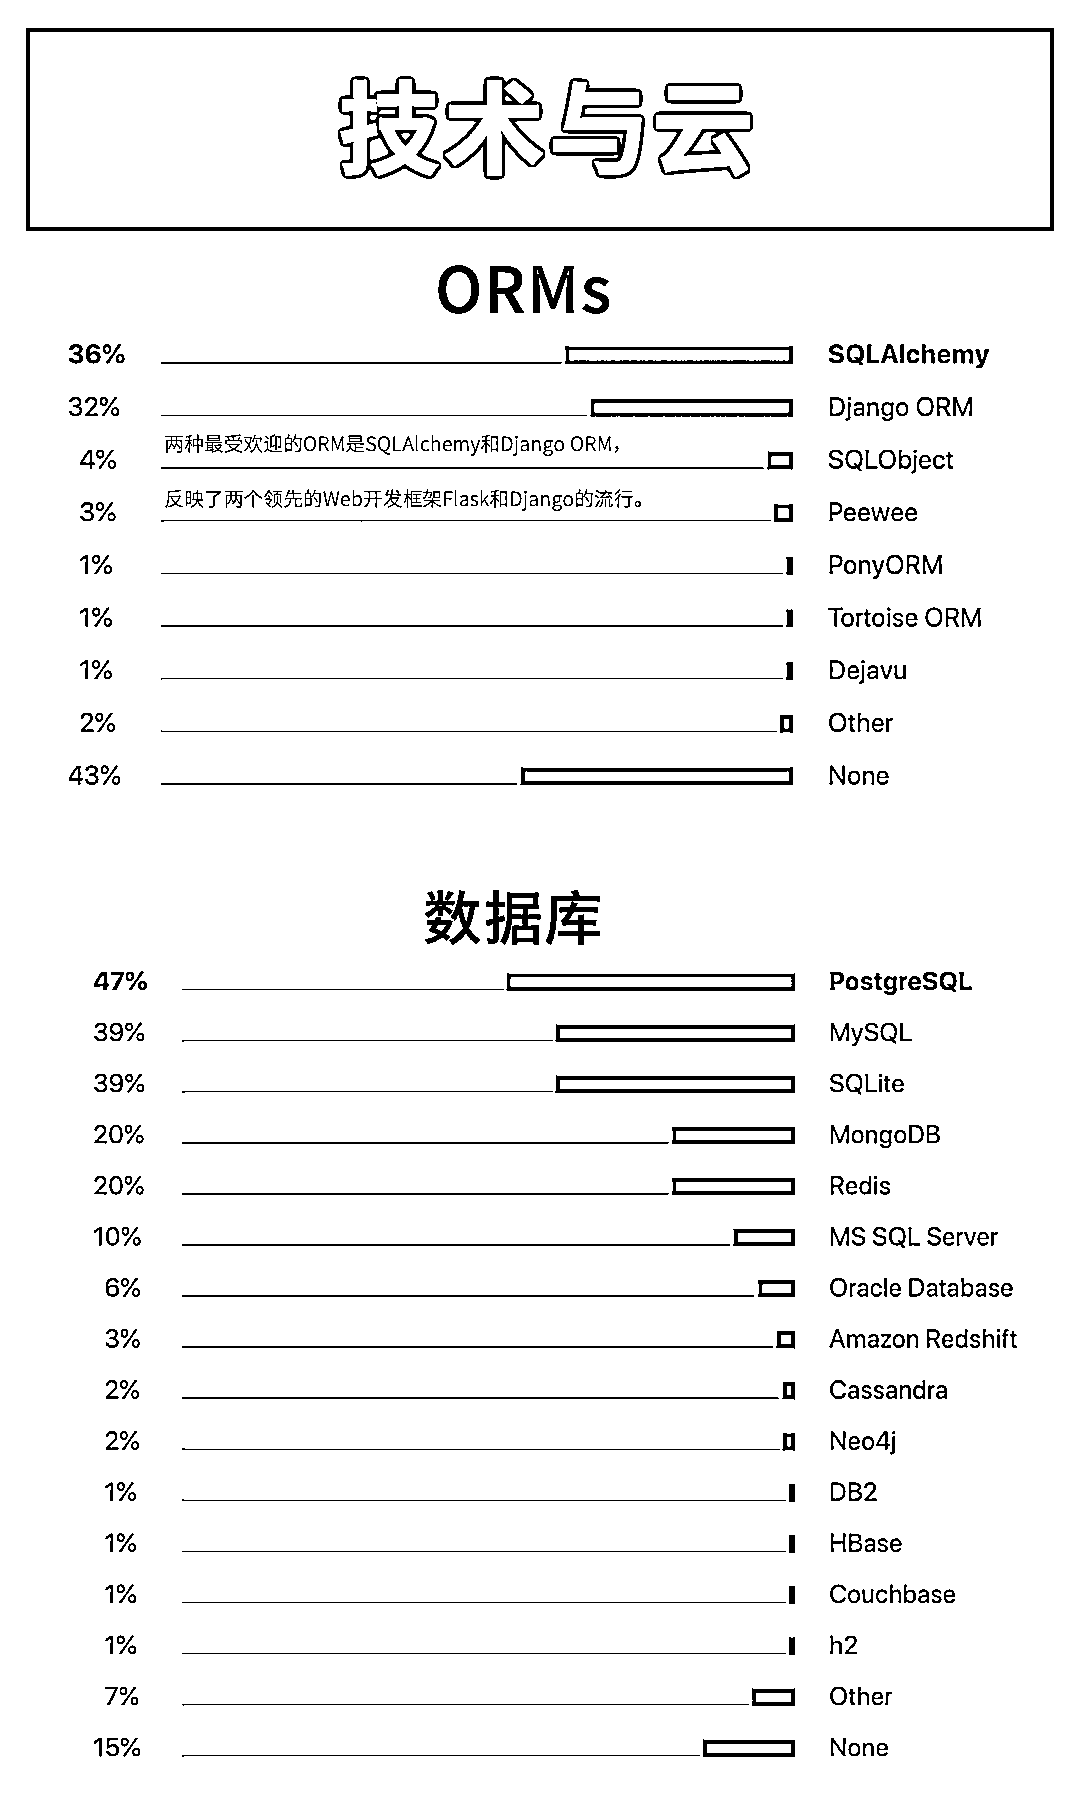 技术与云
ORMs
36% SQLAlchemy
32% Django ORM
两种最受欢迎的ORM是SQLAlchemy和Django ORM，
4% SQLObject
反映了两个领先的Web开发框架Flask和Django的流行。
3% Peewee
1% PonyORM
1% Tortoise ORM
1% Dejavu
2% Other
43% None
数据库
47% PostgreSQL
39% MySQL
39% SQLite
20% MongoDB
20% Redis
10% MS SQL Server
6% Oracle Database
3% Amazon Redshift
2% Cassandra
2% Neo4j
1% DB2
1% HBase
1% Couchbase
1% h2
7% Other
15% None